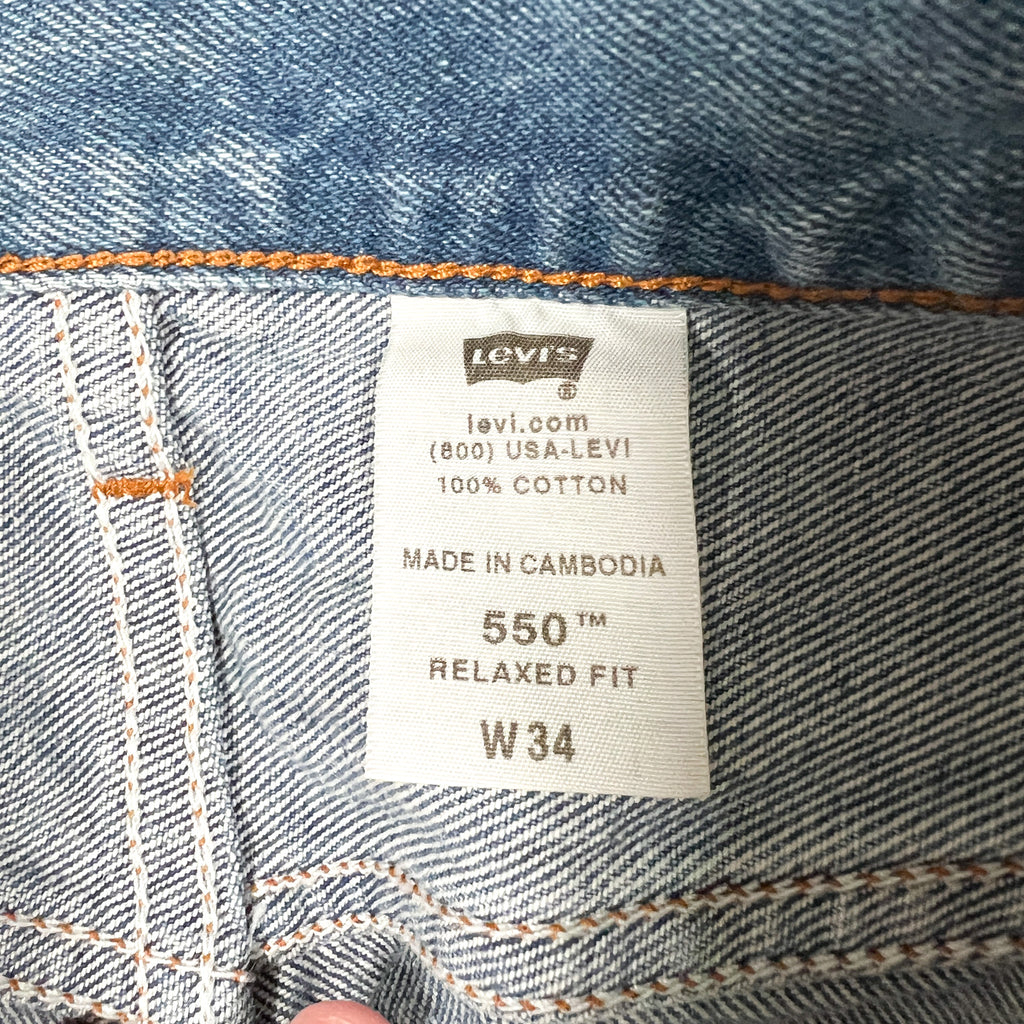 Levi's
®
levi.com
(800) USA-LEVI
100% COTTON
MADE IN CAMBODIA
550™
RELAXED FIT
W 34